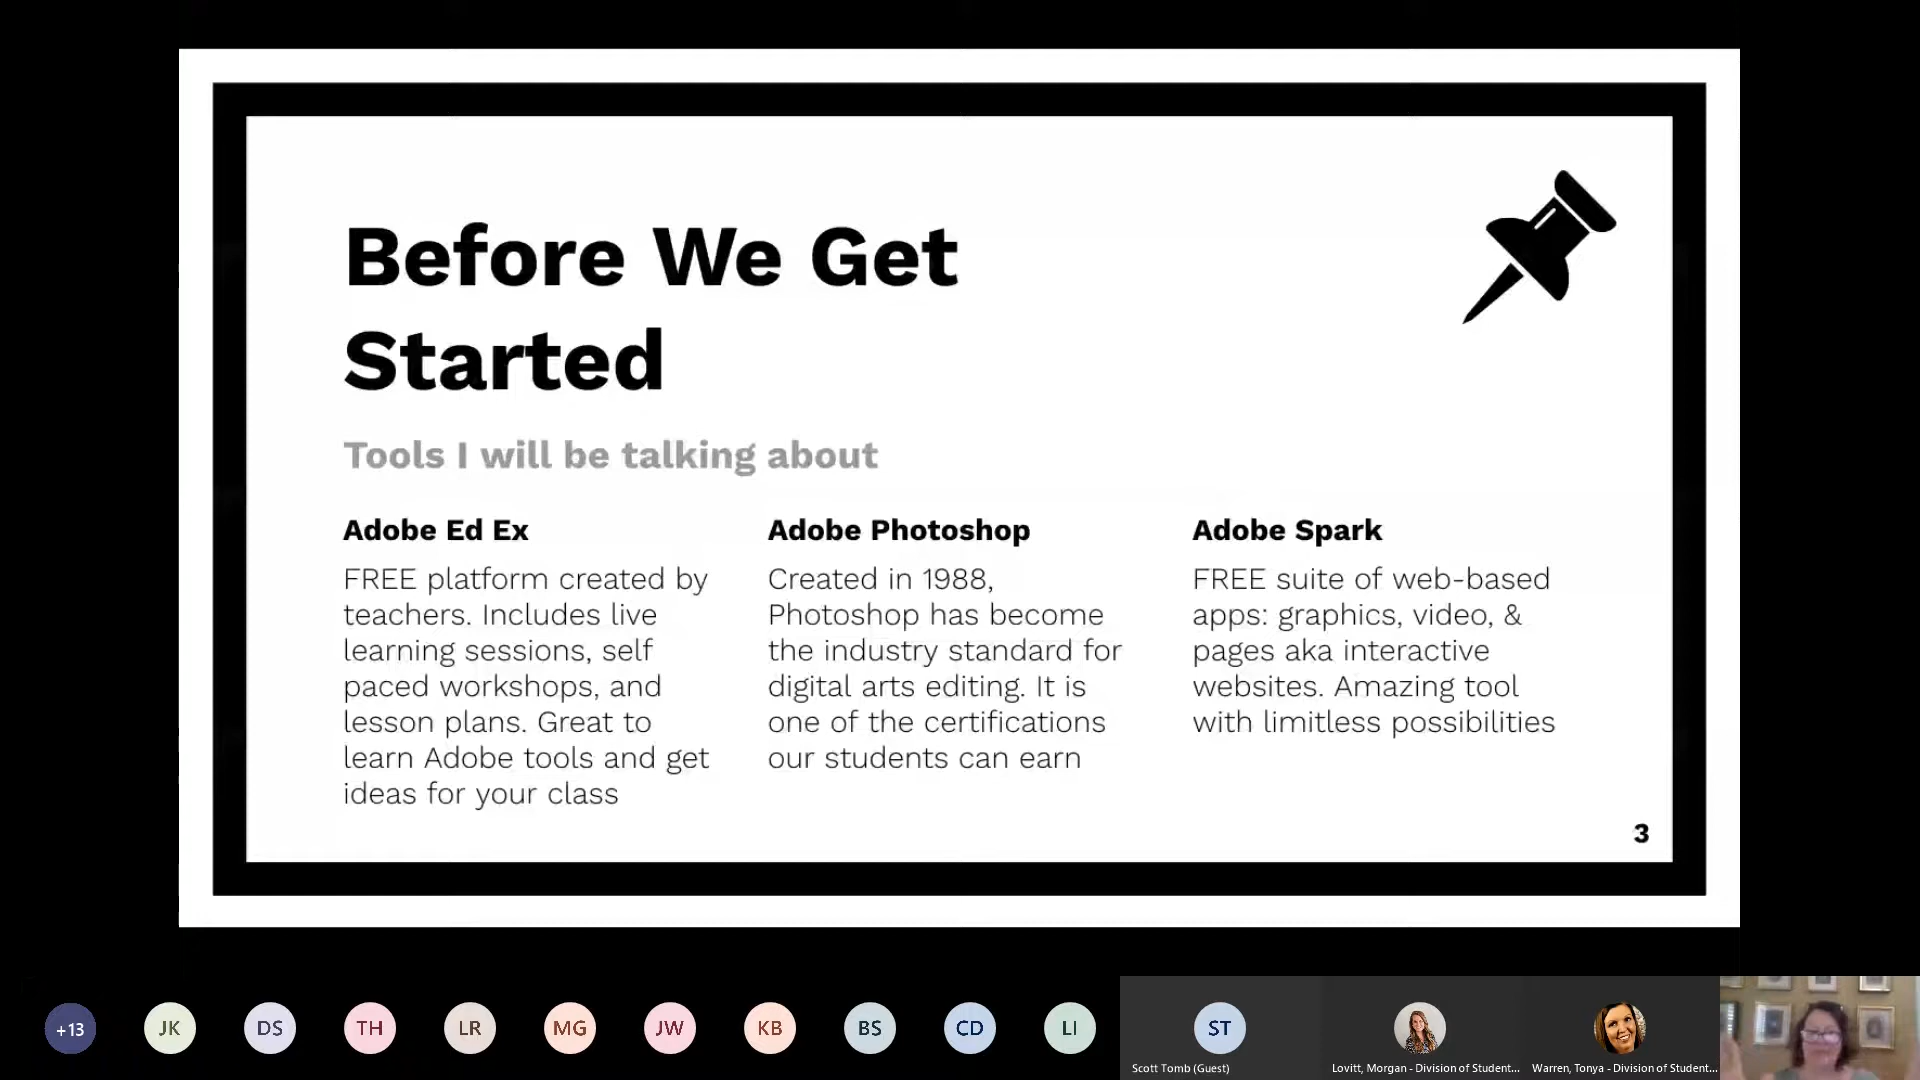 Before We Get
Started
Tools I will be talking about
Adobe Ed Ex
FREE platform created by
teachers. Includes live
learning sessions, self
paced workshops, and
lesson plans. Great to
learn Adobe tools and get
ideas for your class
Adobe Photoshop
Created in 1988,
Photoshop has become
the industry standard for
digital arts editing. It is
one of the certifications
our students can earn
Adobe Spark
FREE suite of web-based
apps: graphics, video, &
pages aka interactive
websites. Amazing tool
with limitless possibilities
3
+13
JK
DS
TH
LR
MG
JW
KB
BS
CD
LI
ST
Scott Tomb (Guest)
Lovitt, Morgan - Division of Student...
Warren, Tonya - Division of Student...